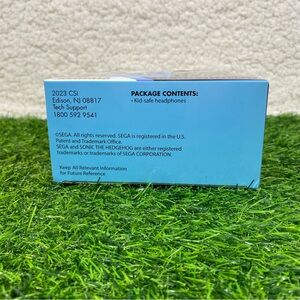 2023 CSI
Edison, NJ 08817
Tech Support
1800 592 9541
PACKAGE CONTENTS:
• Kid-safe headphones
©SEGA. All rights reserved. SEGA is registered in the U.S.
Patent and Trademark Office.
SEGA and SONIC THE HEDGEHOG are either registered
trademarks or trademarks of SEGA CORPORATION.
Keep All Relevant Information
for Future Reference